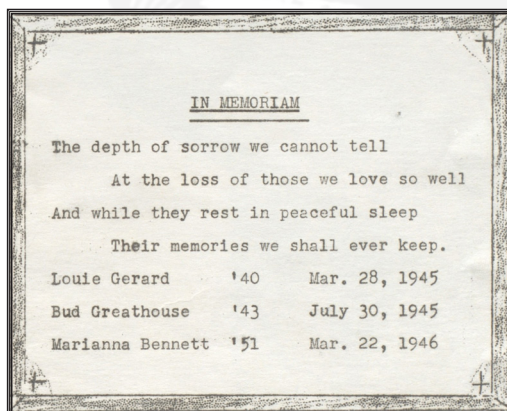 IN MEMORIAM
The depth of sorrow we cannot tell
At the loss of those we love so well
And while they rest in peaceful sleep
Their memories we shall ever keep.
Louie Gerard '40 Mar. 28, 1945
Bud Greathouse '43 July 30, 1945
Marianna Bennett '51 Mar. 22, 1946